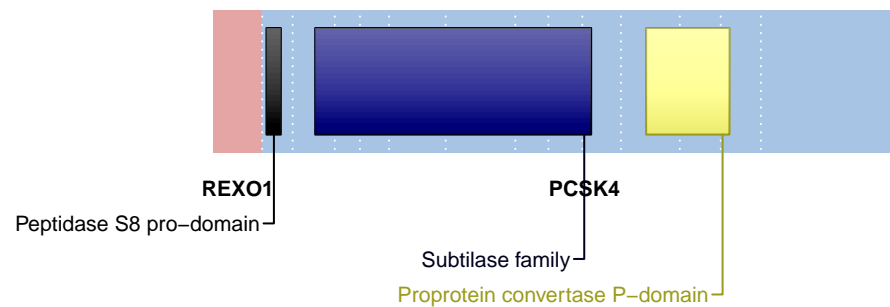 REXO1 PCSK4
Peptidase S8 pro−domain
Subtilase family
Proprotein convertase P−domain